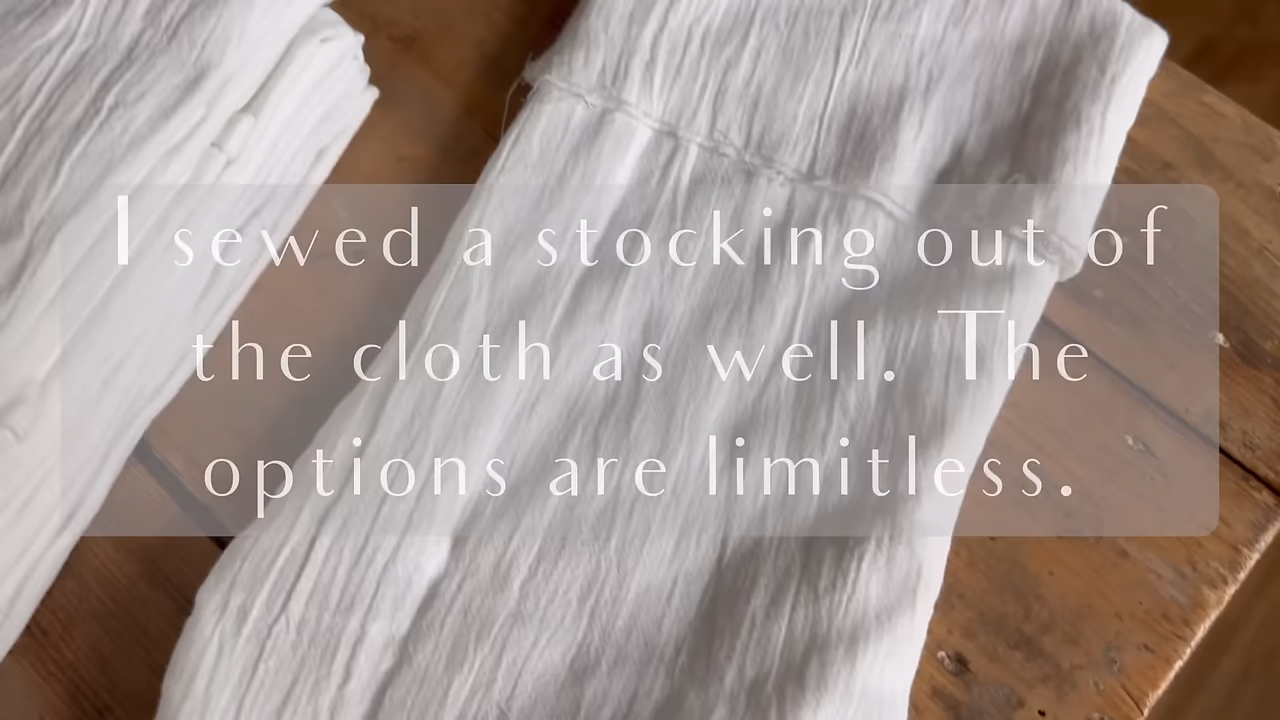 I sewed a stocking out of
the cloth as well. The
options are limitless.